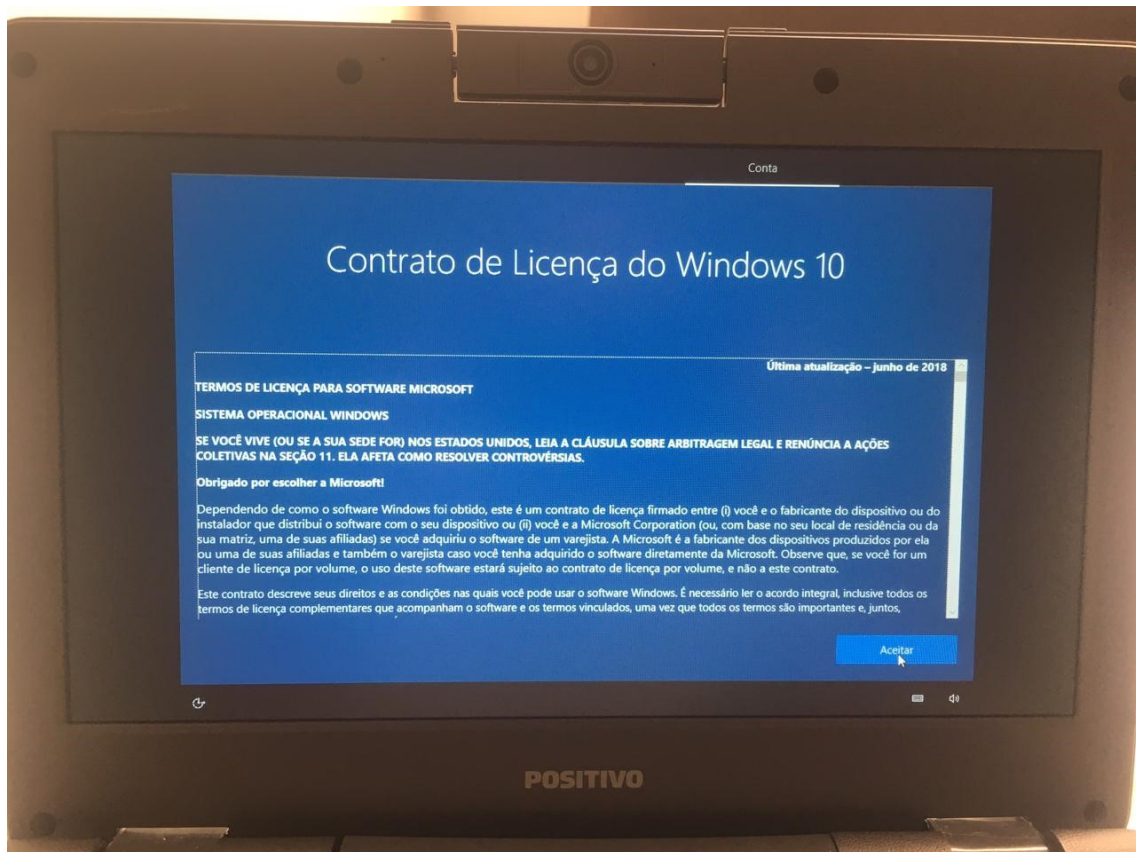 Conta
Contrato de Licença do Windows 10
Última atualização – junho de 2018
TERMOS DE LICENÇA PARA SOFTWARE MICROSOFT
SISTEMA OPERACIONAL WINDOWS
SE VOCÊ VIVE (OU SE A SUA SEDE FOR) NOS ESTADOS UNIDOS, LEIA A CLÁUSULA SOBRE ARBITRAGEM LEGAL E RENÚNCIA A AÇÕES
COLETIVAS NA SEÇÃO 11. ELA AFETA COMO RESOLVER CONTROVÉRSIAS.
Obrigado por escolher a Microsoft!
Dependendo de como o software Windows foi obtido, este é um contrato de licença firmado entre (i) você e o fabricante do dispositivo ou do
instalador que distribui o software com o seu dispositivo ou (ii) você e a Microsoft Corporation (ou, com base no seu local de residência ou da
sua matriz, uma de suas afiliadas) se você adquiriu o software de um varejista. A Microsoft é a fabricante dos dispositivos produzidos por ela
ou uma de suas afiliadas e também o varejista caso você tenha adquirido o software diretamente da Microsoft. Observe que, se você for um
cliente de licença por volume, o uso deste software estará sujeito ao contrato de licença por volume, e não a este contrato.
Este contrato descreve seus direitos e as condições nas quais você pode usar o software Windows. É necessário ler o acordo integral, inclusive todos os
termos de licença complementares que acompanham o software e os termos vinculados, uma vez que todos os termos são importantes e, juntos,
Aceitar
POSITIVO